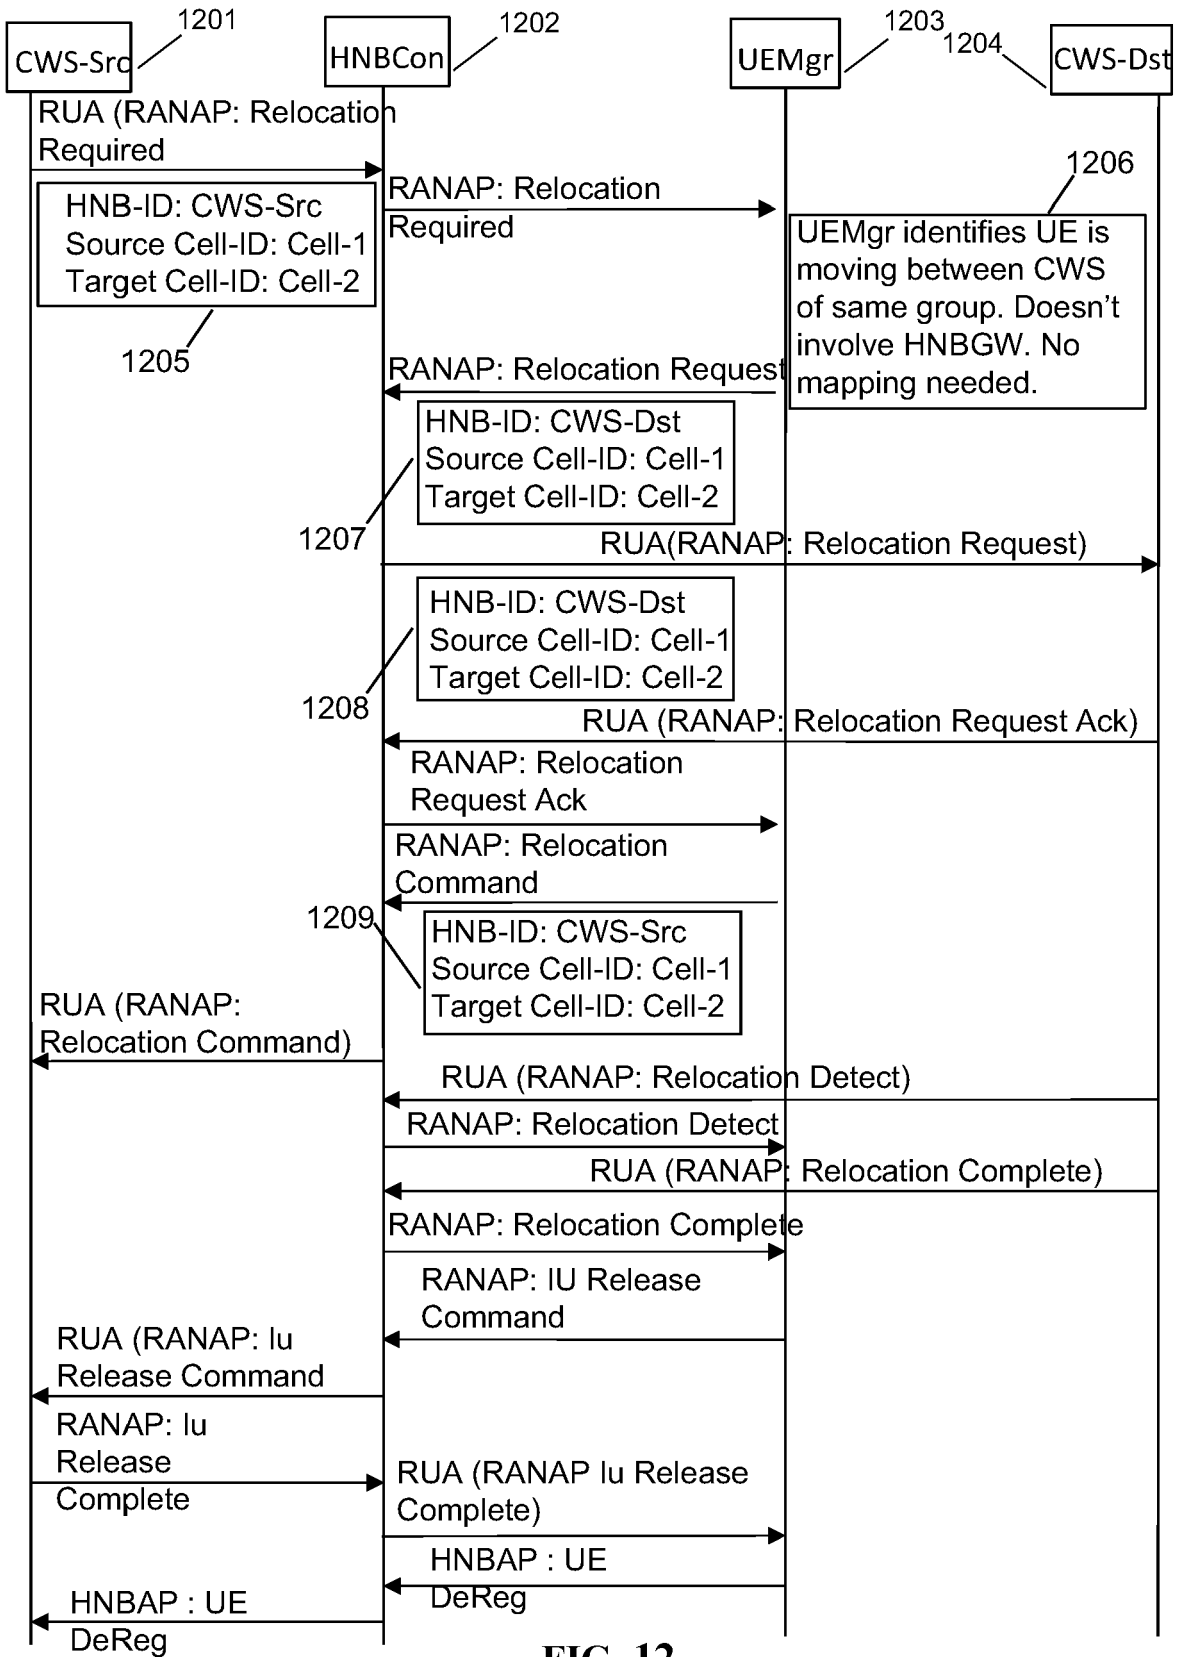 1201
1202
1203
1204
CWS-Src
HNBCon
UEMgr
CWS-Dst
RUA (RANAP: Relocation
Required
HNB-ID: CWS-Src
Source Cell-ID: Cell-1
Target Cell-ID: Cell-2
1205
RANAP: Relocation
Required
1206
UEMgr identifies UE is
moving between CWS
of same group. Doesn't
involve HNBGW. No
mapping needed.
RANAP: Relocation Request
HNB-ID: CWS-Dst
Source Cell-ID: Cell-1
Target Cell-ID: Cell-2
1207
RUA(RANAP: Relocation Request)
HNB-ID: CWS-Dst
Source Cell-ID: Cell-1
Target Cell-ID: Cell-2
1208
RUA (RANAP: Relocation Request Ack)
RANAP: Relocation
Request Ack
RANAP: Relocation
Command
1209
HNB-ID: CWS-Src
Source Cell-ID: Cell-1
Target Cell-ID: Cell-2
RUA (RANAP:
Relocation Command)
RUA (RANAP: Relocation Detect)
RANAP: Relocation Detect
RUA (RANAP: Relocation Complete)
RANAP: Relocation Complete
RANAP: IU Release
Command
RUA (RANAP: Iu
Release Command
RANAP: Iu
Release
Complete
RUA (RANAP Iu Release
Complete)
HNBAP : UE
DeReg
HNBAP : UE
DeReg
FIG. 12